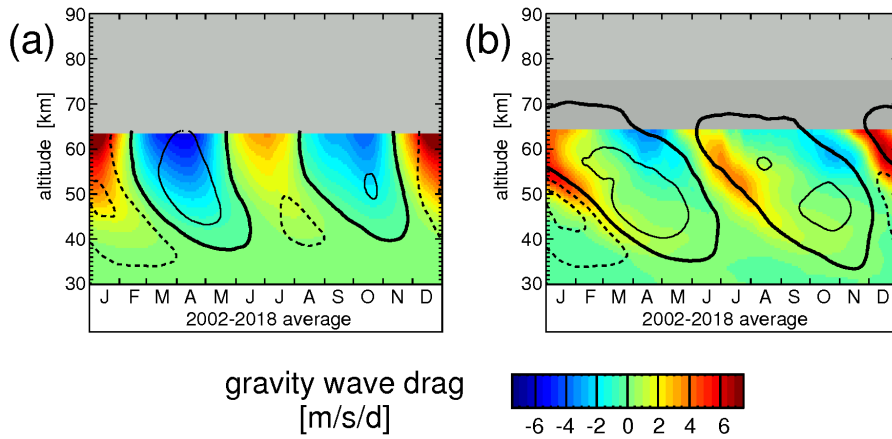 (a)
altitude [km]
90
80
70
60
50
40
30
J F M A M J J A S O N D
2002-2018 average
(b)
altitude [km]
90
80
70
60
50
40
30
J F M A M J J A S O N D
2002-2018 average
gravity wave drag
[m/s/d]
-6 -4 -2 0 2 4 6